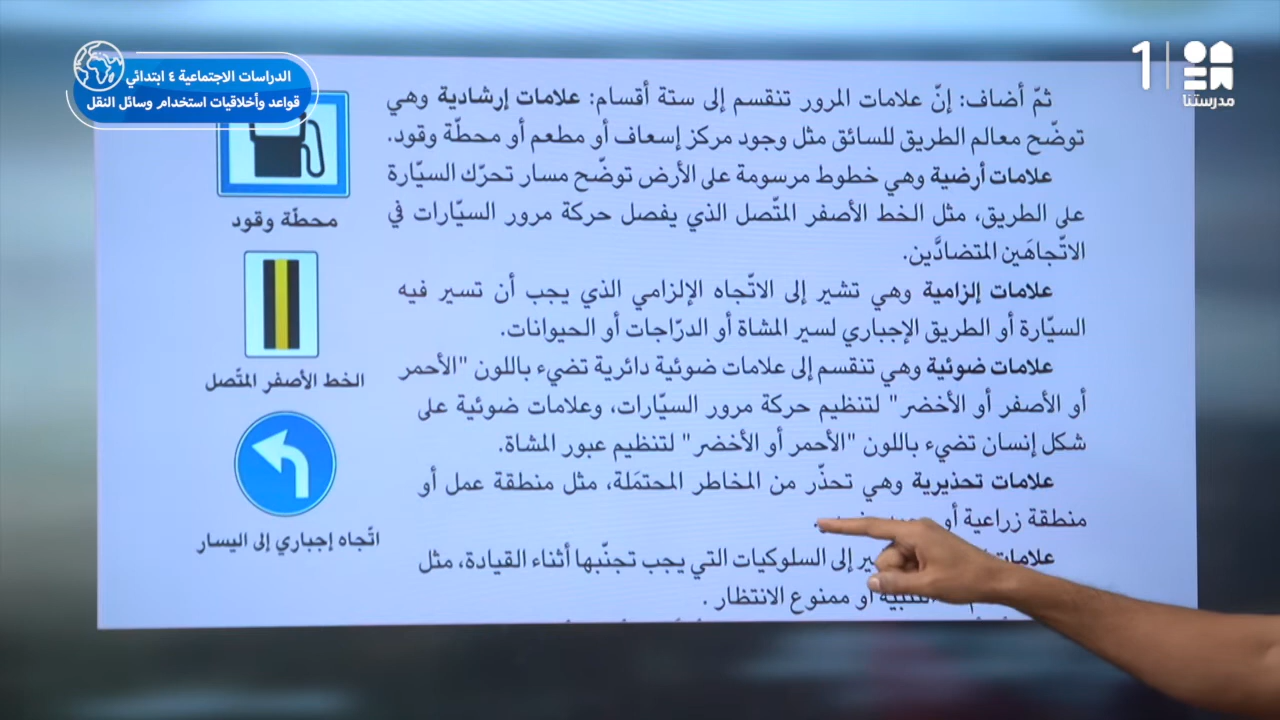 الدراسات الاجتماعية ٤ ابتدائي
قواعد وأخلاقيات استخدام وسائل النقل
1
مدرستنا
ثمّ أضاف: إنّ علامات المرور تنقسم إلى ستة أقسام: علامات إرشادية وهي
توضّح معالم الطريق للسائق مثل وجود مركز إسعاف أو مطعم أو محطّة وقود.
علامات أرضية وهي خطوط مرسومة على الأرض توضّح مسار تحرّك السيّارة
على الطريق، مثل الخط الأصفر المتّصل الذي يفصل حركة مرور السيّارات في
الاتّجاهَين المتضادَّين.
علامات إلزامية وهي تشير إلى الاتّجاه الإلزامي الذي يجب أن تسير فيه
السيّارة أو الطريق الإجباري لسير المشاة أو الدرّاجات أو الحيوانات.
علامات ضوئية وهي تنقسم إلى علامات ضوئية دائرية تضيء باللون "الأحمر
أو الأصفر أو الأخضر" لتنظيم حركة مرور السيّارات، وعلامات ضوئية على
شكل إنسان تضيء باللون "الأحمر أو الأخضر" لتنظيم عبور المشاة.
علامات تحذيرية وهي تحذّر من المخاطر المحتمَلة، مثل منطقة عمل أو
منطقة زراعية أو
علامات إلى السلوكيات التي يجب تجنّبها أثناء القيادة، مثل
التنبيه أو ممنوع الانتظار.
محطّة وقود
الخط الأصفر المتّصل
اتّجاه إجباري إلى اليسار